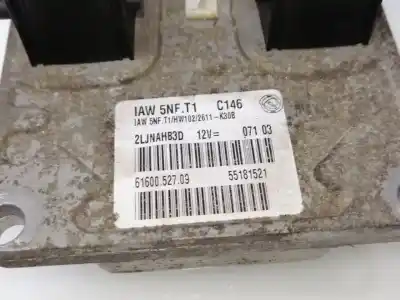 IAW 5NF.T1 C146
IAW 5NF.T1/HW102/2611-K30B
2LJNAHB3D 12V= 071 03
61600.527.09 55181521